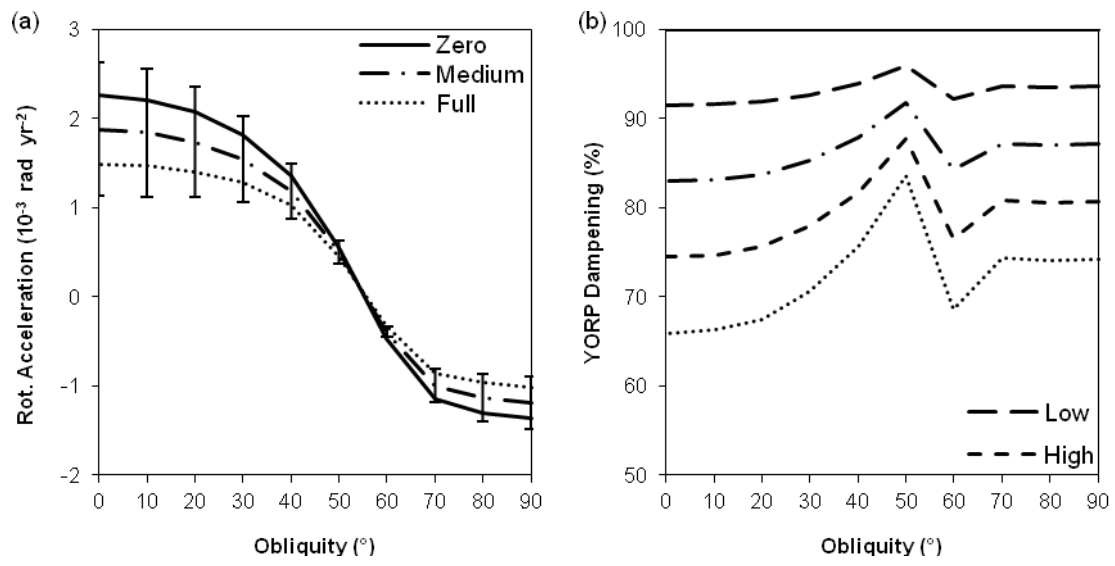 (a)
3
2
1
0
-1
-2
Rot. Acceleration (10⁻³ rad yr⁻²)
Zero
Medium
Full
0 10 20 30 40 50 60 70 80 90
Obliquity (°)
(b)
100
90
80
70
60
50
YORP Dampening (%)
Low
High
0 10 20 30 40 50 60 70 80 90
Obliquity (°)